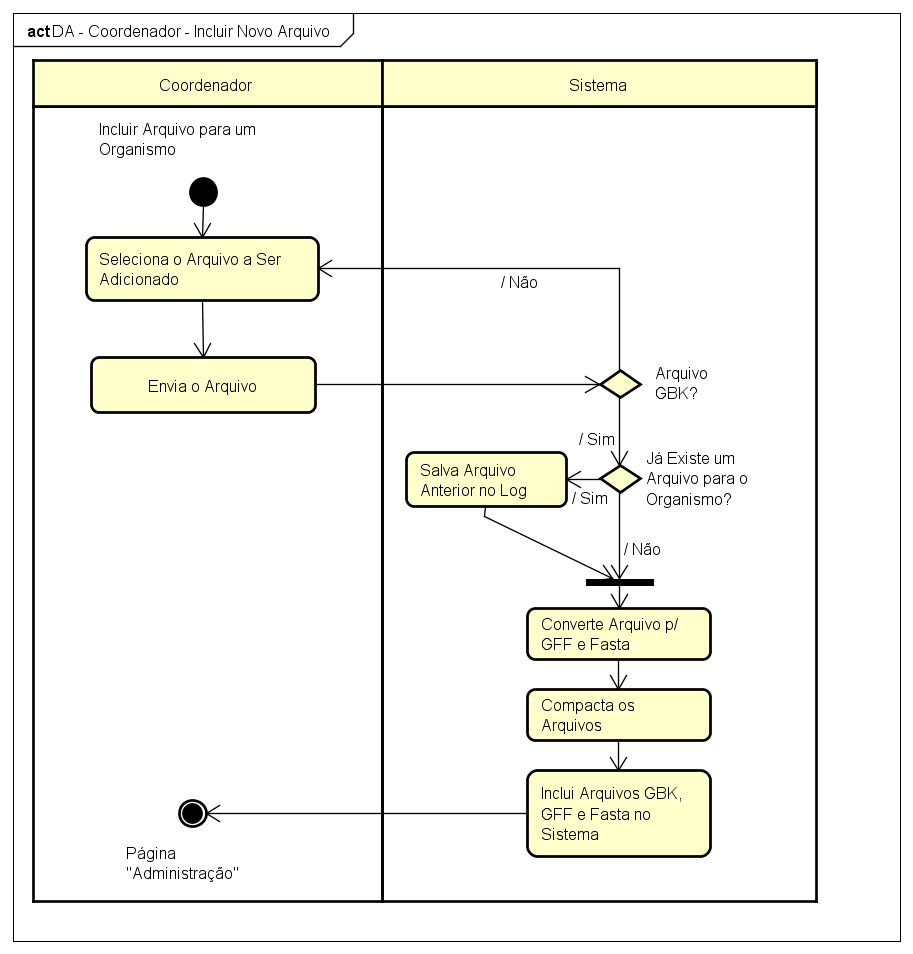 act DA - Coordenador - Incluir Novo Arquivo
Coordenador
Sistema
Incluir Arquivo para um
Organismo
Seleciona o Arquivo a Ser
Adicionado
/ Não
Envia o Arquivo
Arquivo
GBK?
/ Sim
Já Existe um
Arquivo para o
Organismo?
Salva Arquivo
Anterior no Log
/ Sim
/ Não
Converte Arquivo p/
GFF e Fasta
Compacta os
Arquivos
Inclui Arquivos GBK,
GFF e Fasta no
Sistema
Página
"Administração"